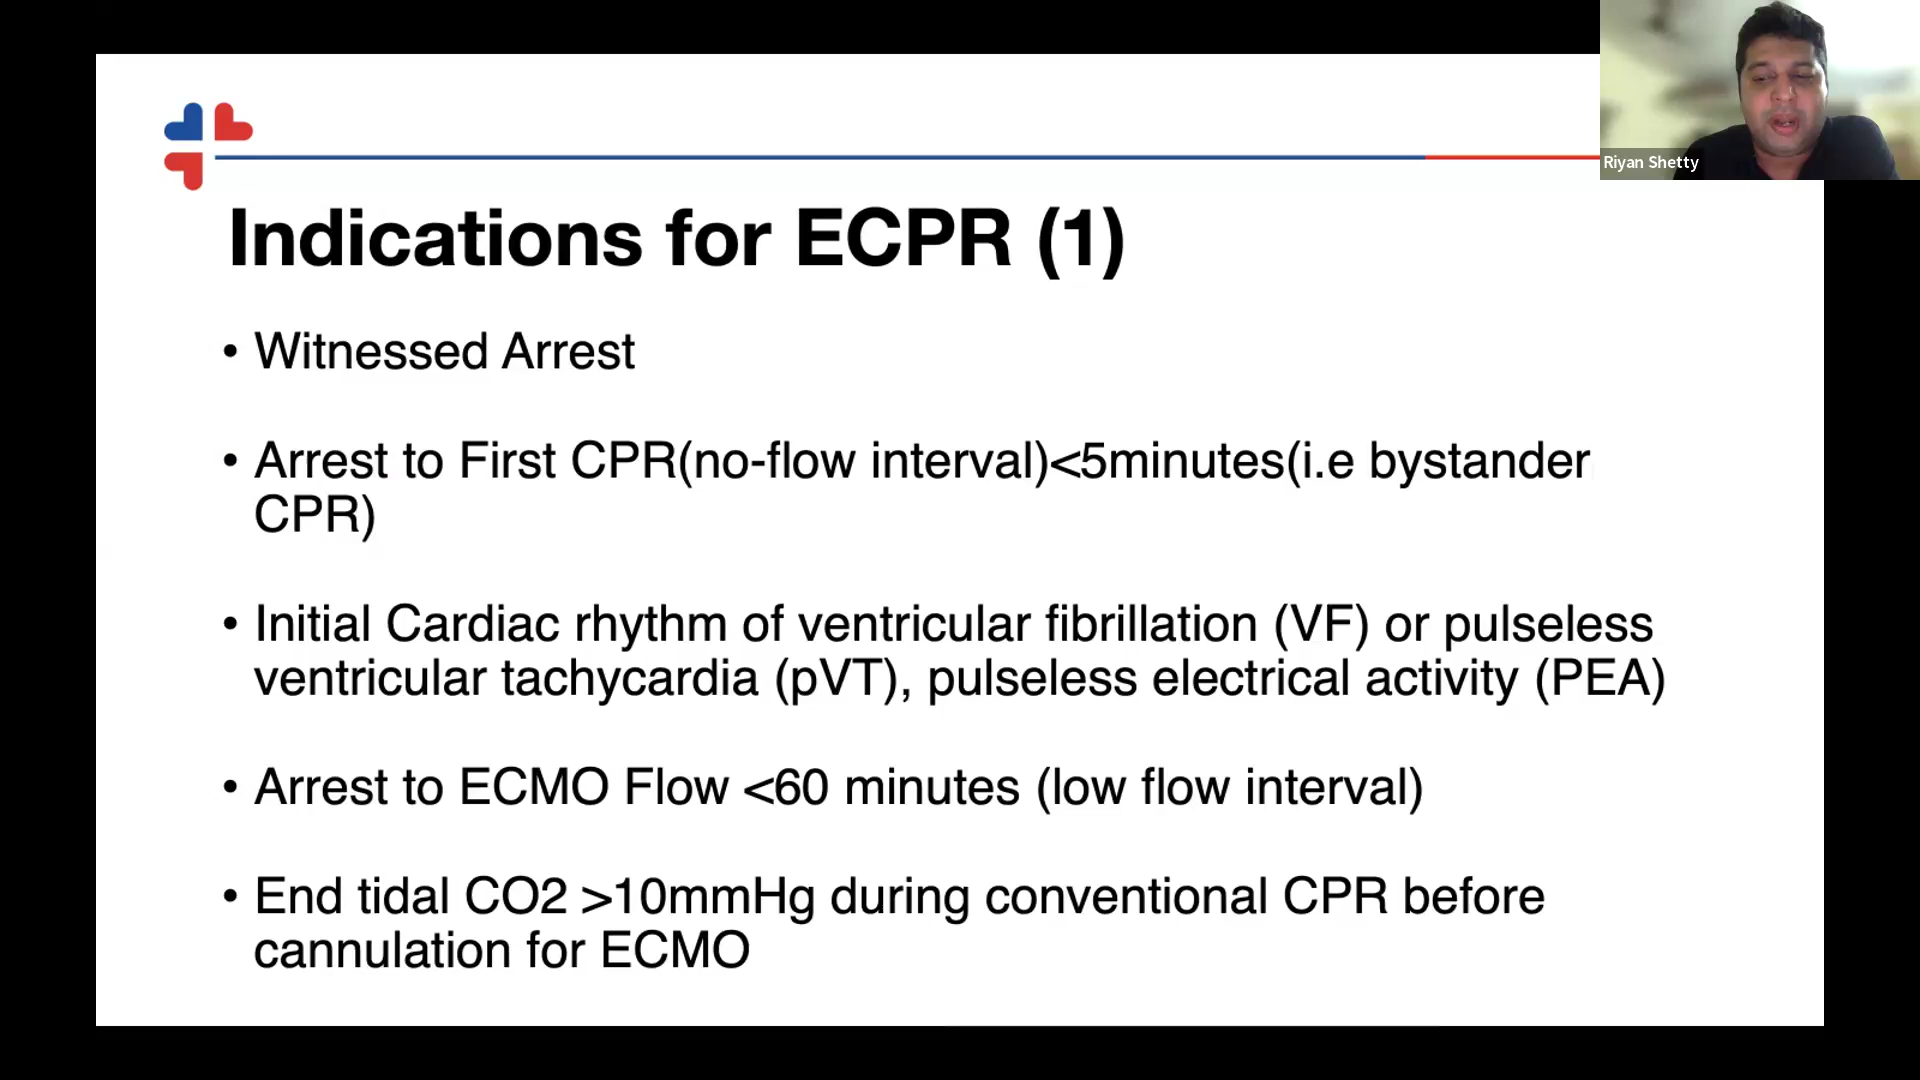 Riyan Shetty
Indications for ECPR (1)
• Witnessed Arrest
• Arrest to First CPR(no-flow interval)<5minutes(i.e bystander
CPR)
• Initial Cardiac rhythm of ventricular fibrillation (VF) or pulseless
ventricular tachycardia (pVT), pulseless electrical activity (PEA)
• Arrest to ECMO Flow <60 minutes (low flow interval)
• End tidal CO2 >10mmHg during conventional CPR before
cannulation for ECMO